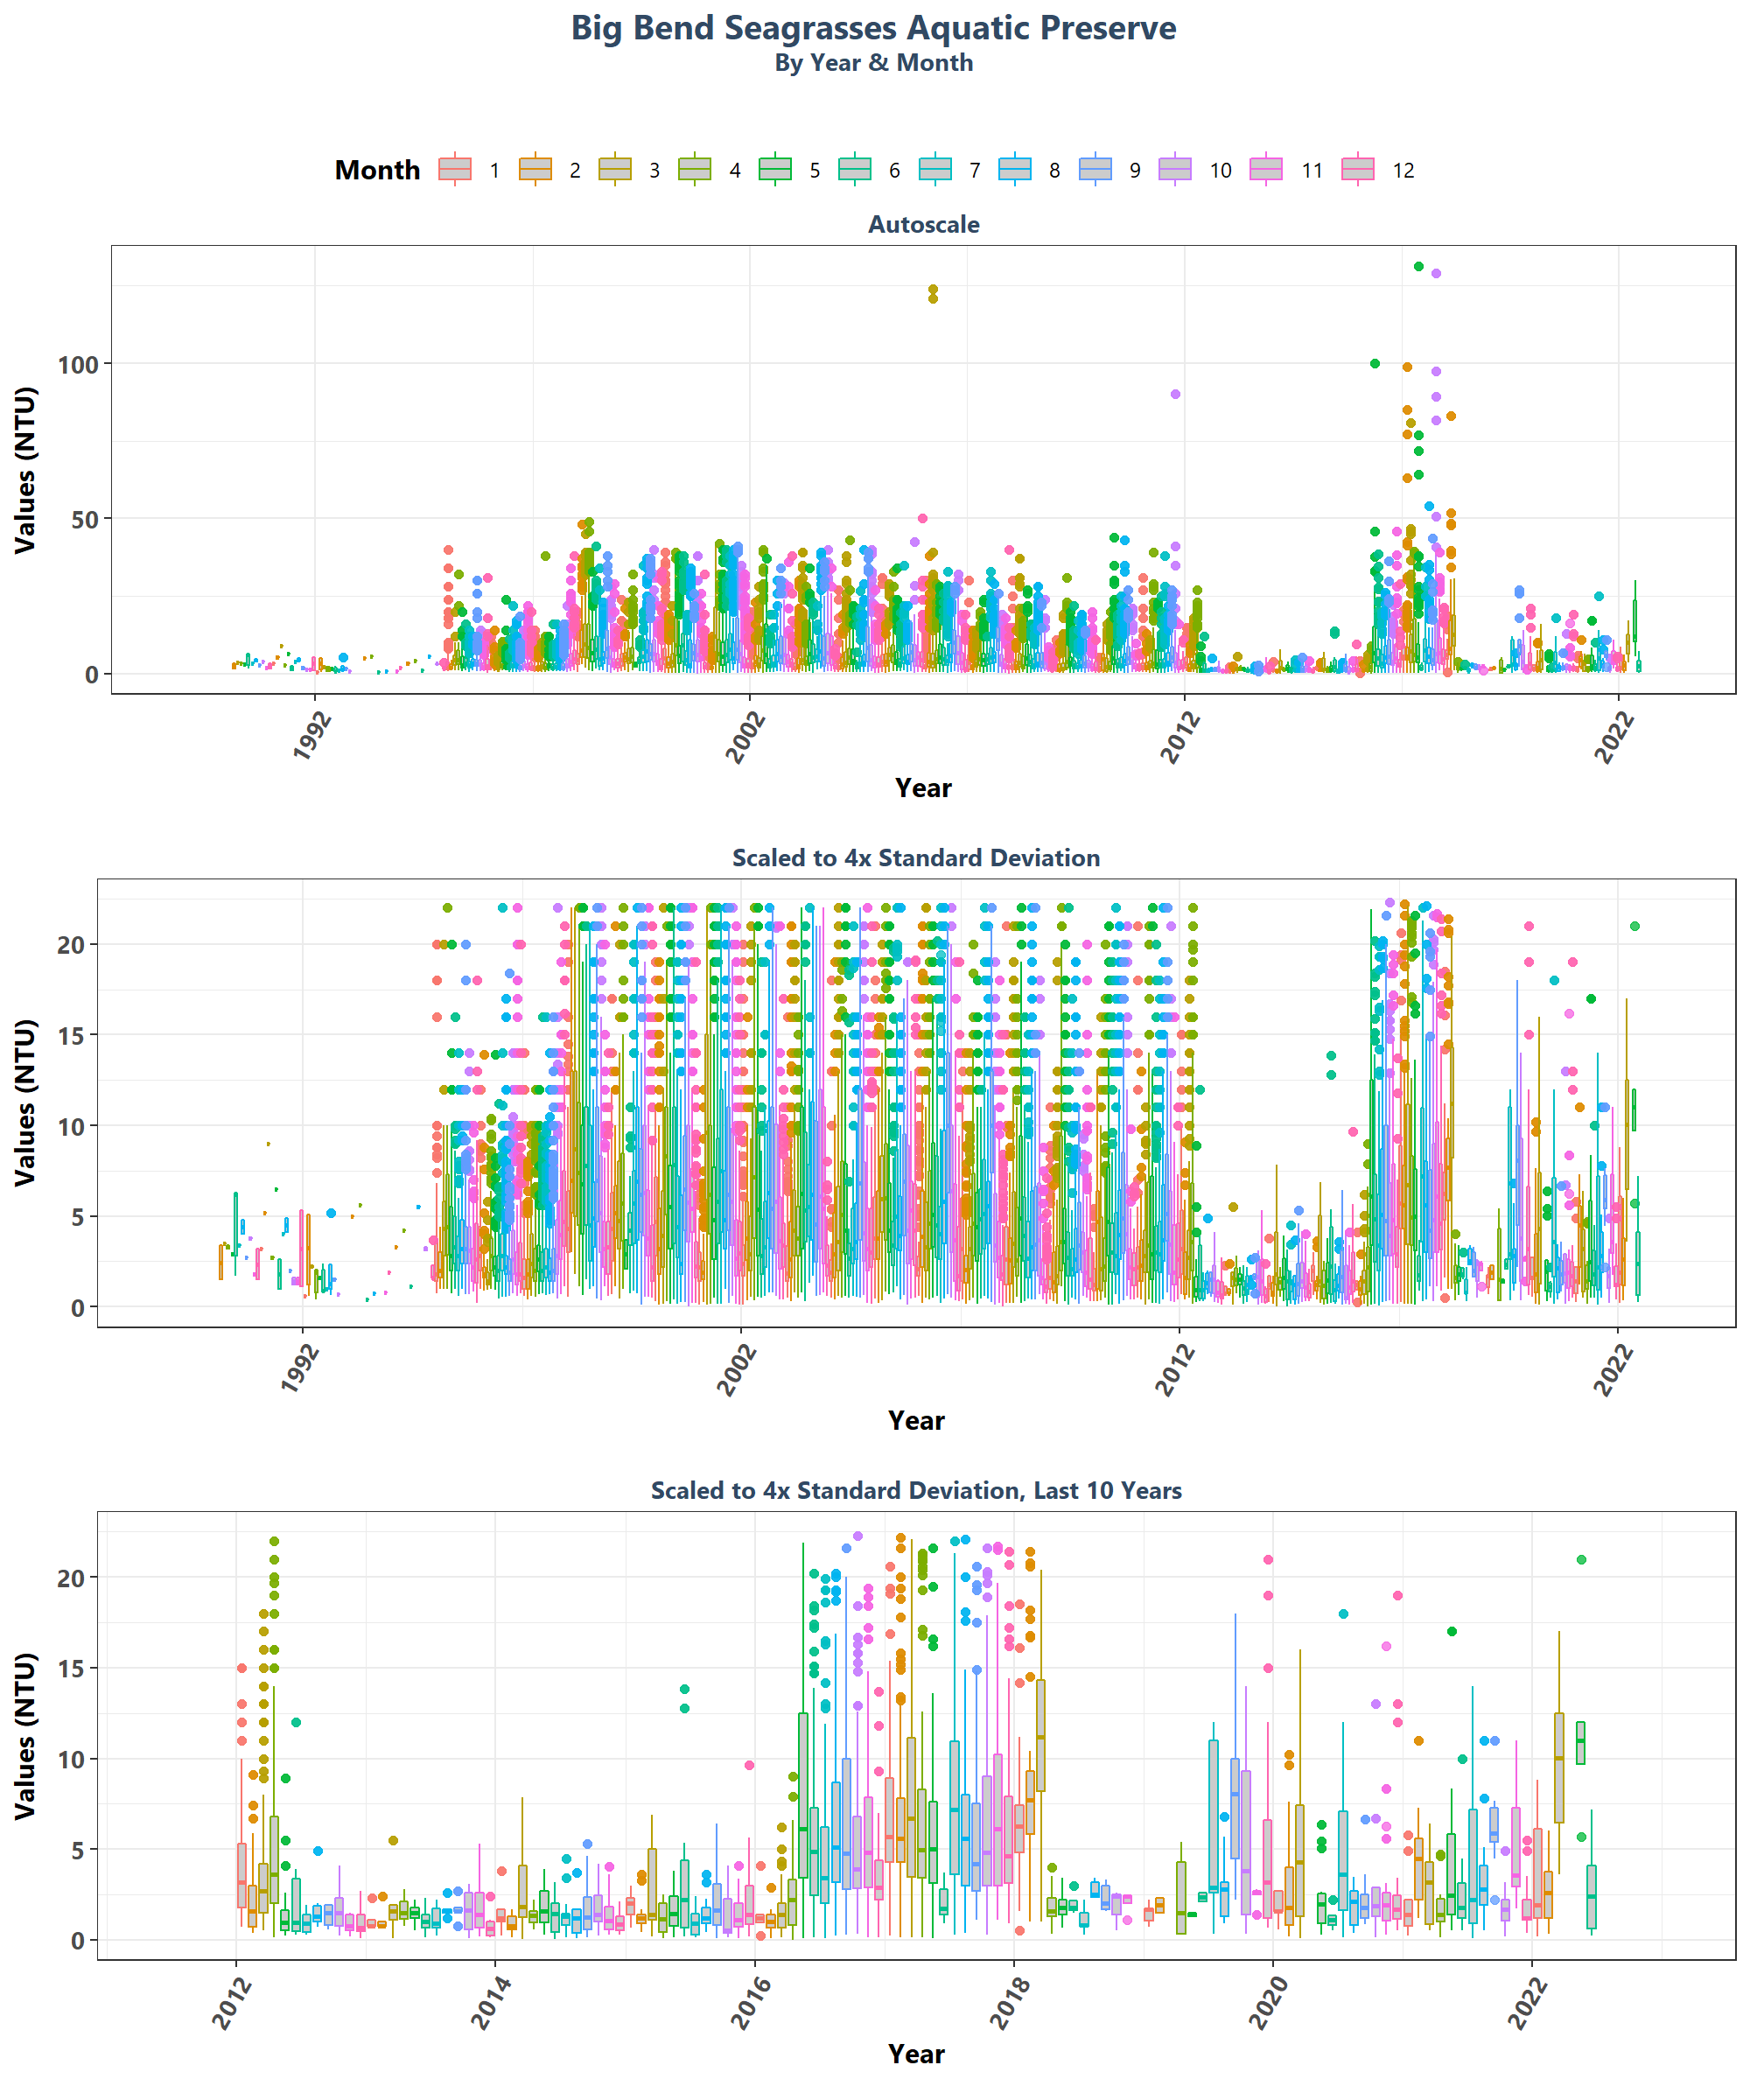 Big Bend Seagrasses Aquatic Preserve
By Year & Month
Month 1 2 3 4 5 6 7 8 9 10 11 12
Autoscale
Values (NTU)
100
50
0
1992 2002 2012 2022
Year
Scaled to 4x Standard Deviation
Values (NTU)
20
15
10
5
0
1992 2002 2012 2022
Year
Scaled to 4x Standard Deviation, Last 10 Years
Values (NTU)
20
15
10
5
0
2012 2014 2016 2018 2020 2022
Year